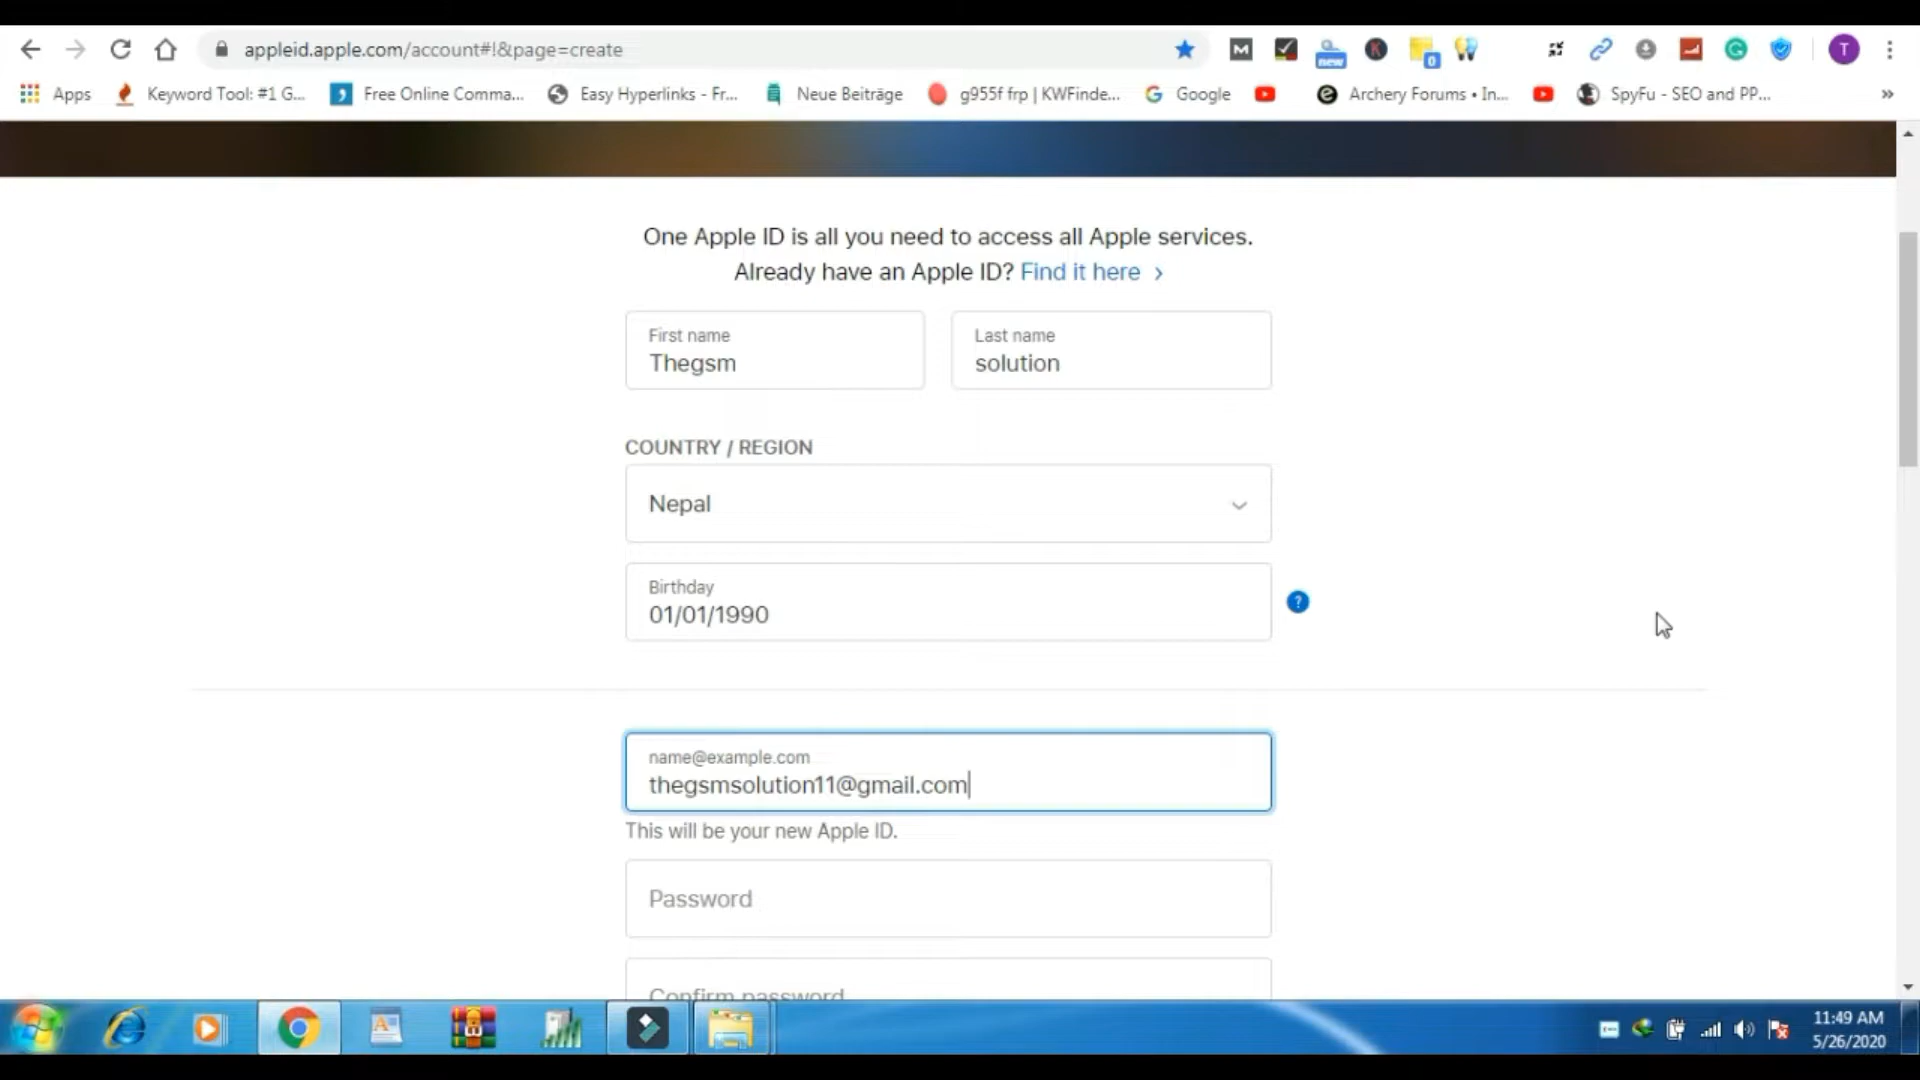 appleid.apple.com/account#!&page=create
new
0
T
Apps
Keyword Tool: #1 G...
Free Online Comma...
Easy Hyperlinks - Fr...
Neue Beiträge
g955f frp | KWFinde...
Google
Archery Forums • In...
SpyFu - SEO and PP...
»
One Apple ID is all you need to access all Apple services.
Already have an Apple ID? Find it here >
First name
Thegsm
Last name
solution
COUNTRY / REGION
Nepal
Birthday
01/01/1990
?
name@example.com
thegsmsolution11@gmail.com
This will be your new Apple ID.
Password
Confirm password
11:49 AM
5/26/2020